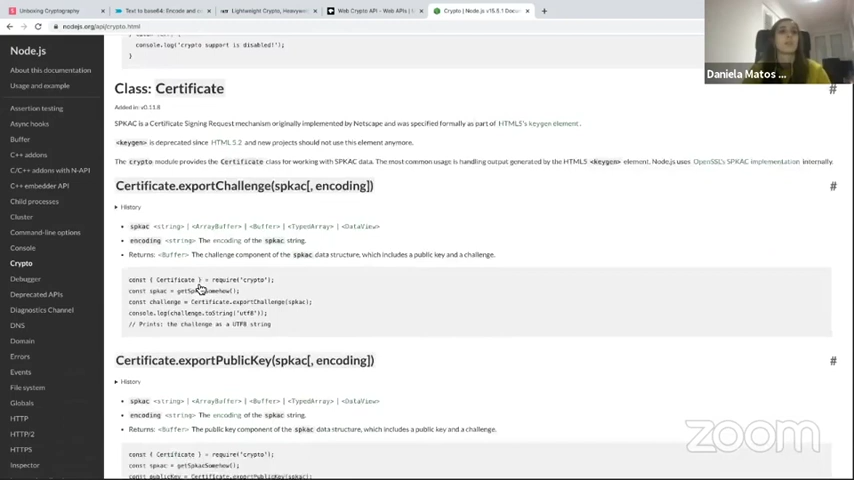 Unboxing Cryptography
Text to base64: Encode and co
Lightweight Crypto, Heavywei
Web Crypto API - Web APIs |
Crypto | Node.js v15.5.1 Docum
nodejs.org/api/crypto.html
Node.js
About this documentation
Usage and example
Assertion testing
Async hooks
Buffer
C++ addons
C/C++ addons with N-API
C++ embedder API
Child processes
Cluster
Command-line options
Console
Crypto
Debugger
Deprecated APIs
Diagnostics Channel
DNS
Domain
Errors
Events
File system
Globals
HTTP
HTTP/2
HTTPS
Inspector
console.log('crypto support is disabled!');
}
Class: Certificate
#
Added in: v0.11.8
SPKAC is a Certificate Signing Request mechanism originally implemented by Netscape and was specified formally as part of HTML5's keygen element.
<keygen> is deprecated since HTML 5.2 and new projects should not use this element anymore.
The crypto module provides the Certificate class for working with SPKAC data. The most common usage is handling output generated by the HTML5 <keygen> element. Node.js uses OpenSSL's SPKAC implementation internally.
Certificate.exportChallenge(spkac[, encoding])
#
History
• spkac <string> | <ArrayBuffer> | <Buffer> | <TypedArray> | <DataView>
• encoding <string> The encoding of the spkac string.
• Returns: <Buffer> The challenge component of the spkac data structure, which includes a public key and a challenge.
const { Certificate } = require('crypto');
const spkac = getSpkacSomehow();
const challenge = Certificate.exportChallenge(spkac);
console.log(challenge.toString('utf8'));
// Prints: the challenge as a UTF8 string
Certificate.exportPublicKey(spkac[, encoding])
#
History
• spkac <string> | <ArrayBuffer> | <Buffer> | <TypedArray> | <DataView>
• encoding <string> The encoding of the spkac string.
• Returns: <Buffer> The public key component of the spkac data structure, which includes a public key and a challenge.
const { Certificate } = require('crypto');
const spkac = getSpkacSomehow();
const publicKey = Certificate.exportPublicKey(spkac);
Daniela Matos ...
zoom